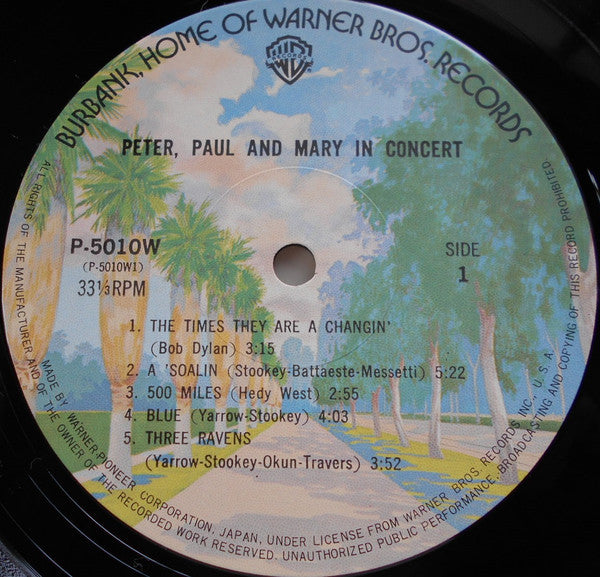 BURBANK, HOME OF WARNER BROS. RECORDS
PETER, PAUL AND MARY IN CONCERT
P-5010W
(P-5010W1)
33 1/3 RPM
SIDE
1
1. THE TIMES THEY ARE A CHANGIN'
(Bob Dylan) 3:15
2. A 'SOALIN (Stookey-Battaeste-Messetti) 5:22
3. 500 MILES (Hedy West) 2:55
4. BLUE (Yarrow-Stookey) 4:03
5. THREE RAVENS
(Yarrow-Stookey-Okun-Travers) 3:52
ALL RIGHTS OF THE MANUFACTURER AND OF THE OWNER OF THE RECORDED WORK RESERVED. UNAUTHORIZED PUBLIC PERFORMANCE, BROADCASTING AND COPYING OF THIS RECORD PROHIBITED
MADE BY WARNER-PIONEER CORPORATION, JAPAN, UNDER LICENSE FROM WARNER BROS. RECORDS INC., U.S.A.